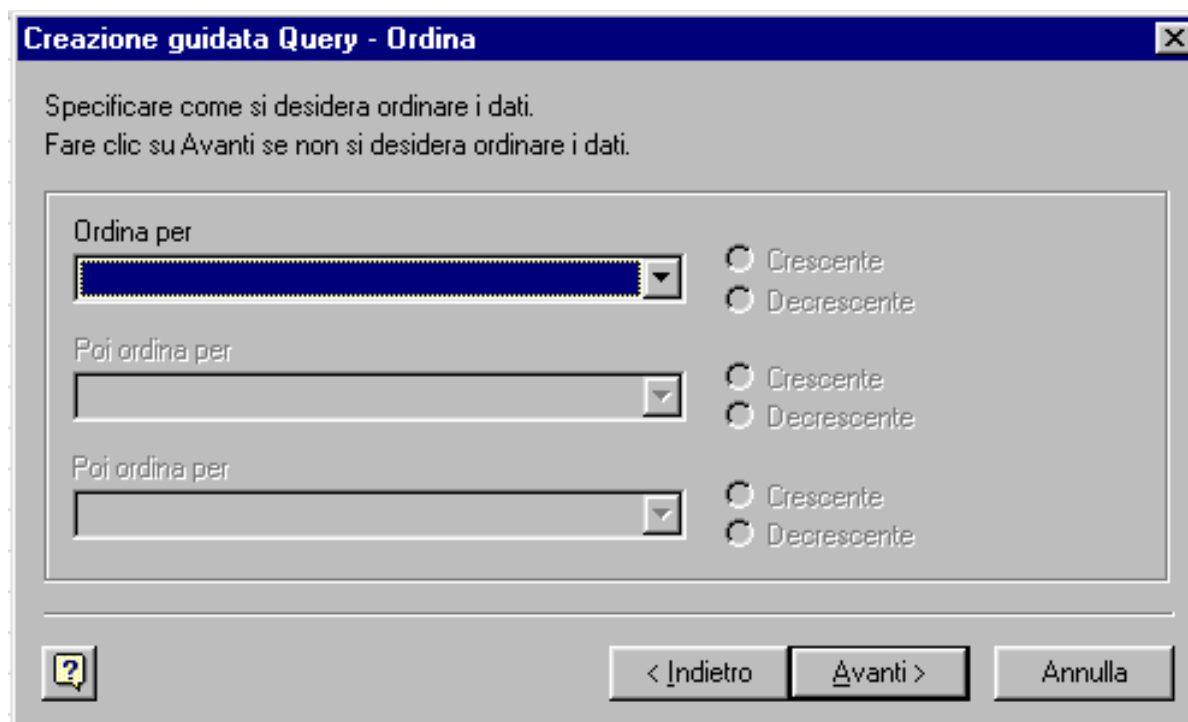 Creazione guidata Query - Ordina
Specificare come si desidera ordinare i dati.
Fare clic su Avanti se non si desidera ordinare i dati.
Ordina per
Crescente
Decrescente
Poi ordina per
Crescente
Decrescente
Poi ordina per
Crescente
Decrescente
?
< Indietro
Avanti >
Annulla